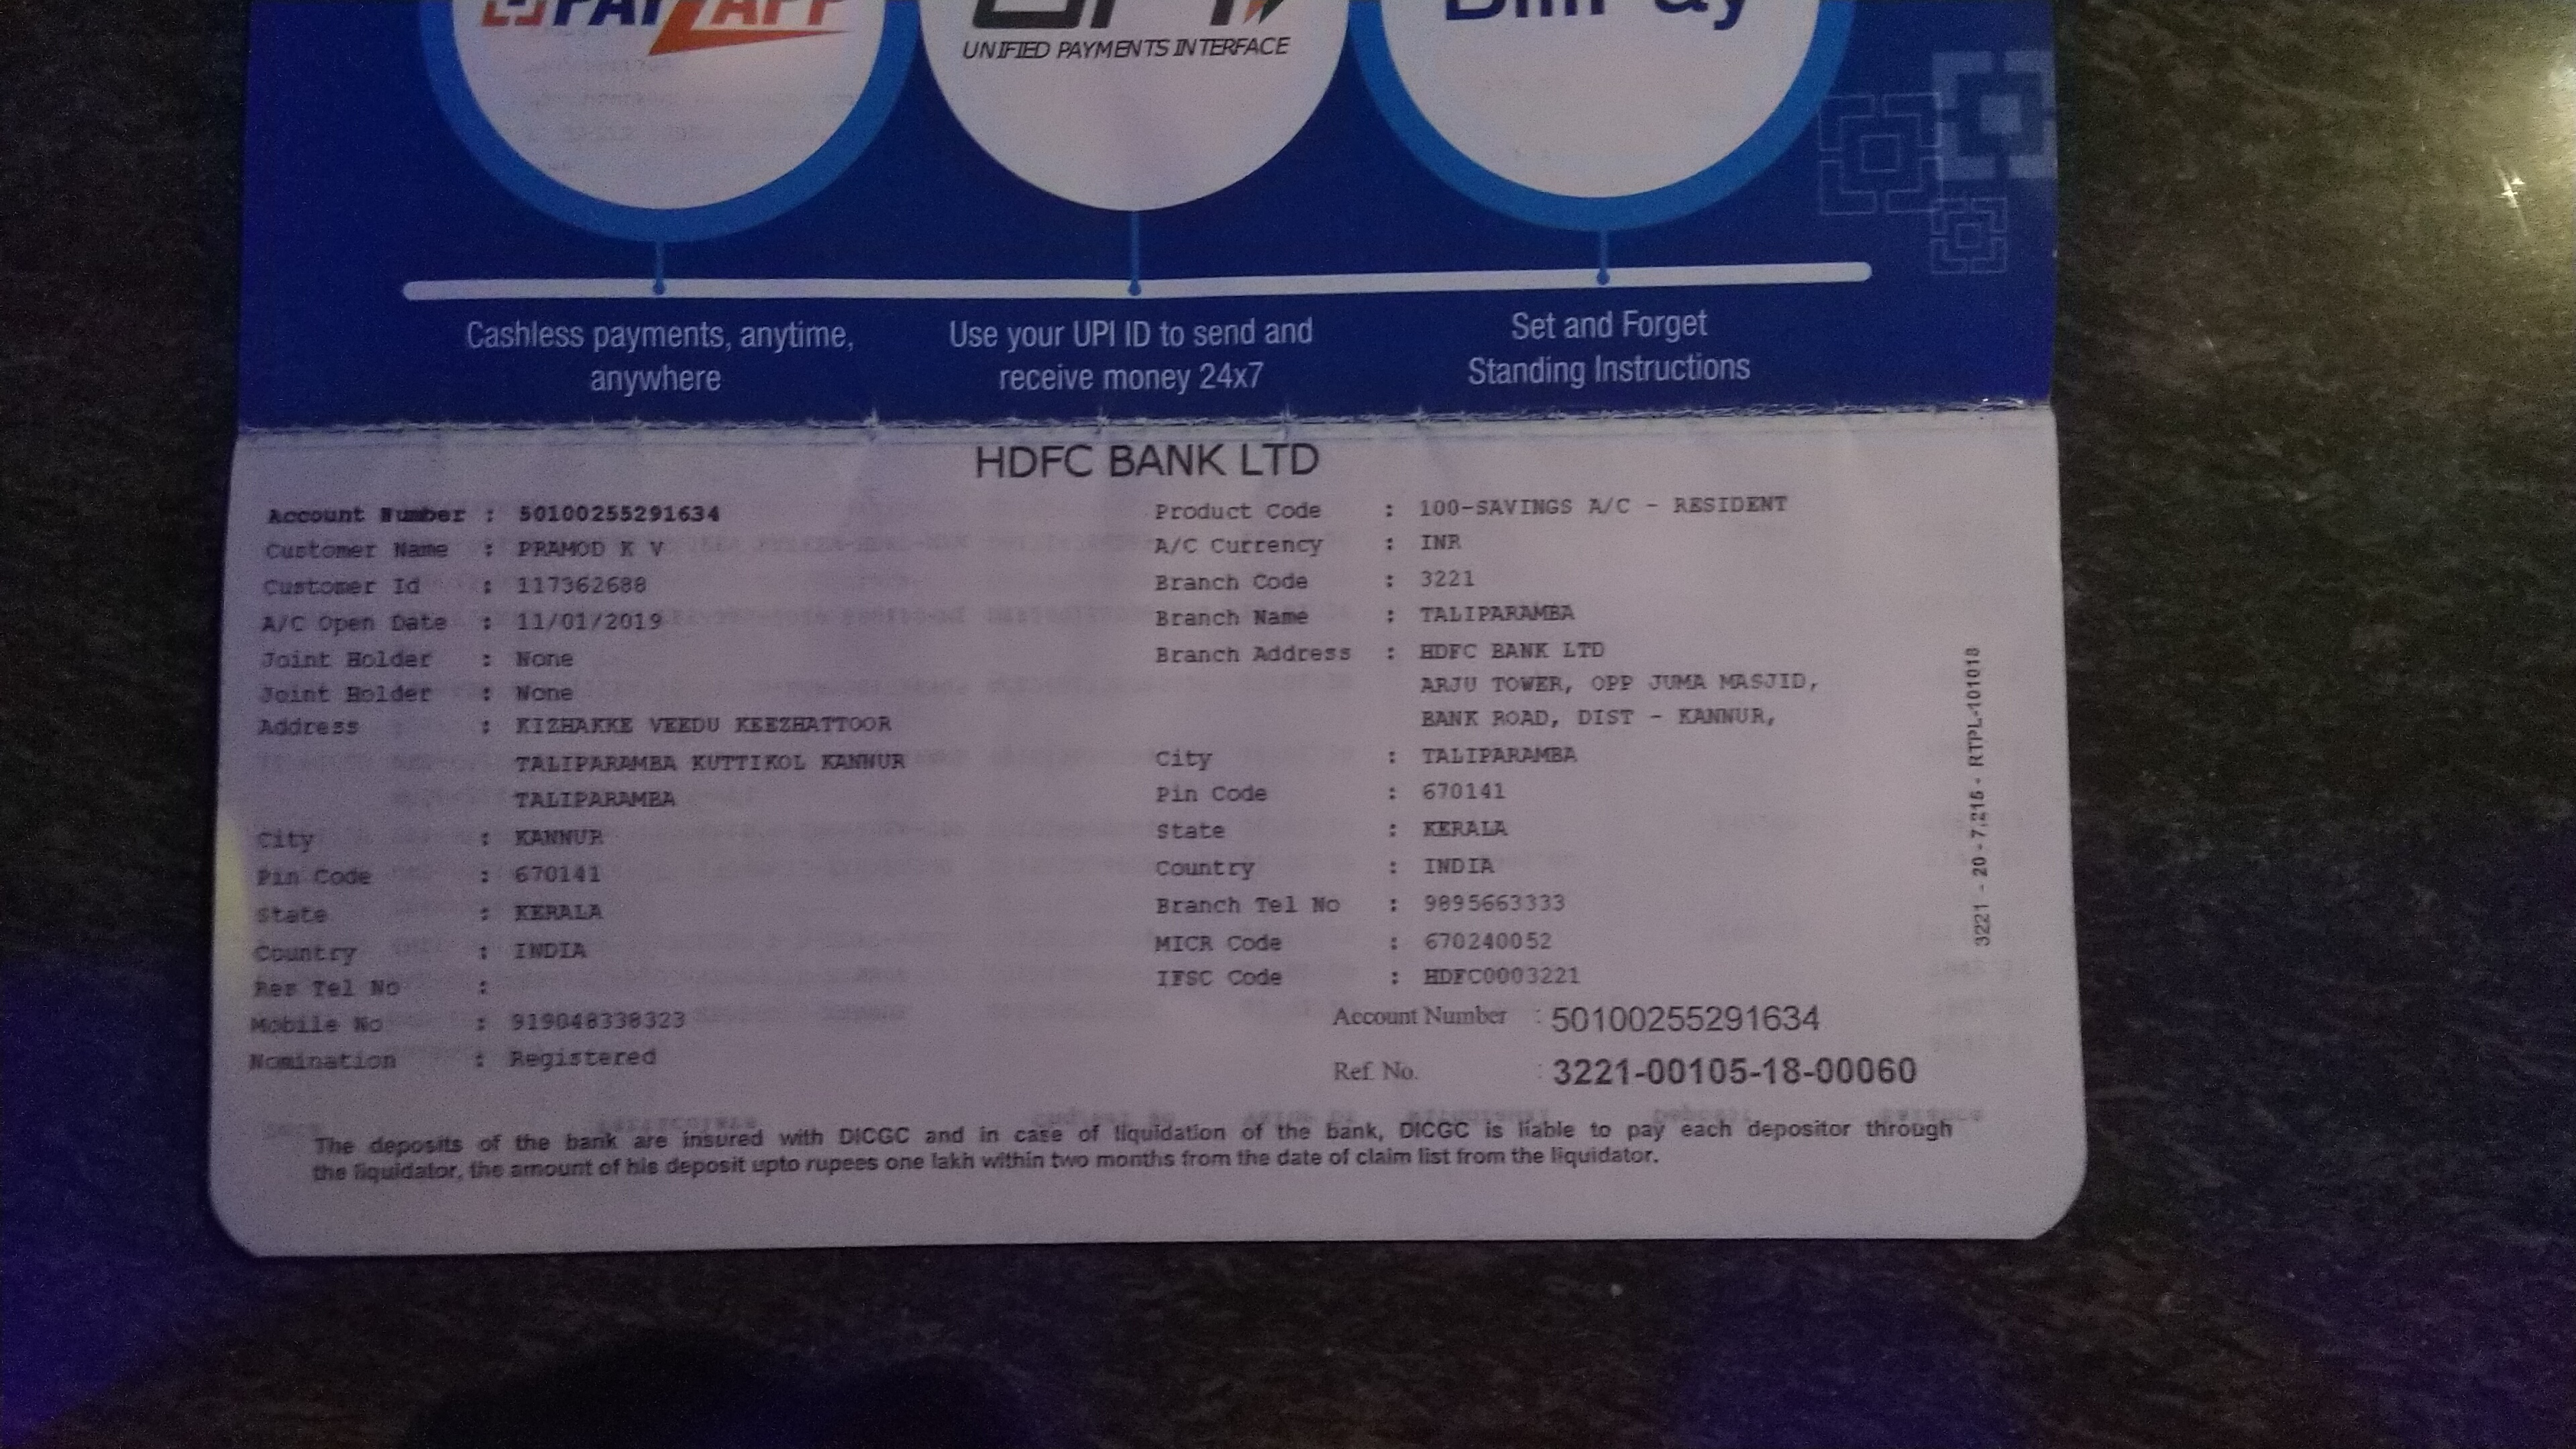 UNIFIED PAYMENTS INTERFACE
Cashless payments, anytime,
anywhere
Use your UPI ID to send and
receive money 24x7
Set and Forget
Standing Instructions
HDFC BANK LTD
Account Number : 50100255291634
Customer Name : PRAMOD K V
Customer Id : 117362688
A/C Open Date : 11/01/2019
Joint Holder : None
Joint Holder : None
Address : KIZHAKKE VEEDU KEEZHATTOOR
TALIPARAMBA KUTTIKOL KANNUR
TALIPARAMBA
City : KANNUR
Pin Code : 670141
State : KERALA
Country : INDIA
Res Tel No :
Mobile No :
Nomination : Registered
Product Code : 100-SAVINGS A/C - RESIDENT
A/C Currency : INR
Branch Code : 3221
Branch Name : TALIPARAMBA
Branch Address : HDFC BANK LTD
ARJU TOWER, OPP JUMA MASJID,
BANK ROAD, DIST - KANNUR,
City : TALIPARAMBA
Pin Code : 670141
State : KERALA
Country : INDIA
Branch Tel No : 9895663333
MICR Code : 670240052
IFSC Code : HDFC0003221
Account Number : 50100255291634
Ref. No. : 3221-00105-18-00060
The deposits of the bank are insured with DICGC and in case of liquidation of the bank, DICGC is liable to pay each depositor through
the liquidator, the amount of his deposit upto rupees one lakh within two months from the date of claim list from the liquidator.
3221 - 20 - 7,215 - RTPL-101018